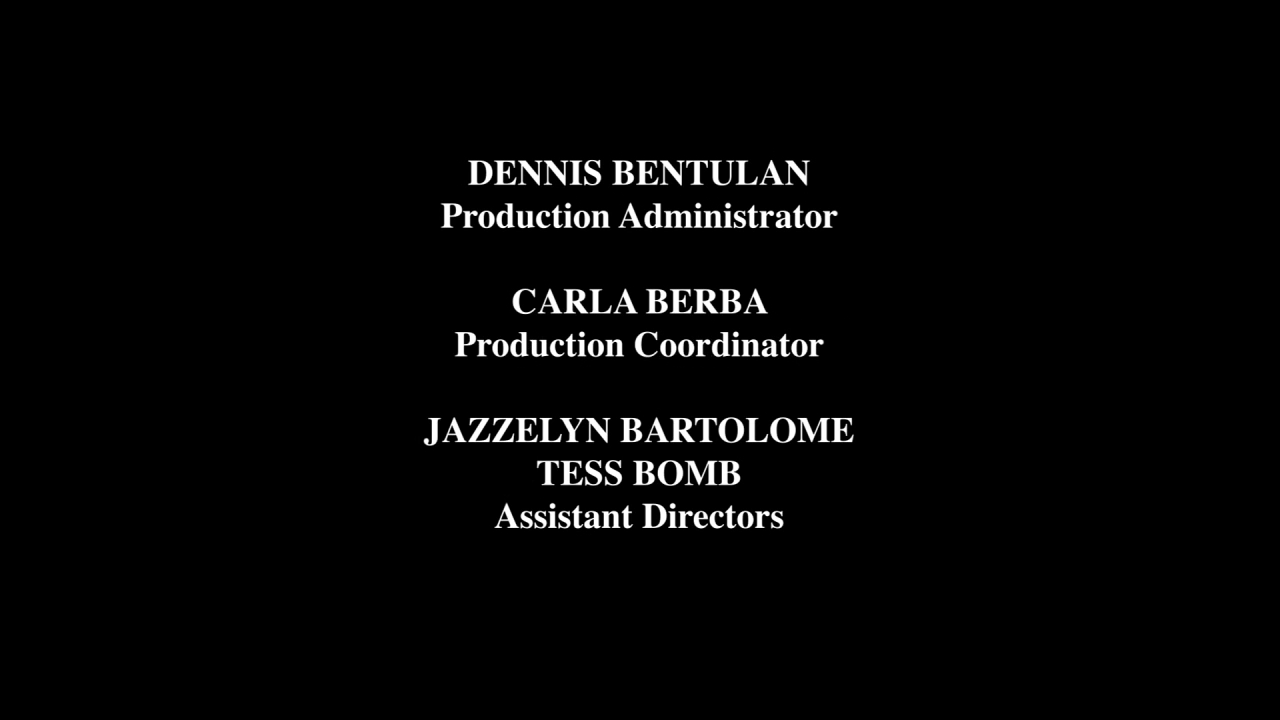 DENNIS BENTULAN
Production Administrator
CARLA BERBA
Production Coordinator
JAZZELYN BARTOLOME
TESS BOMB
Assistant Directors